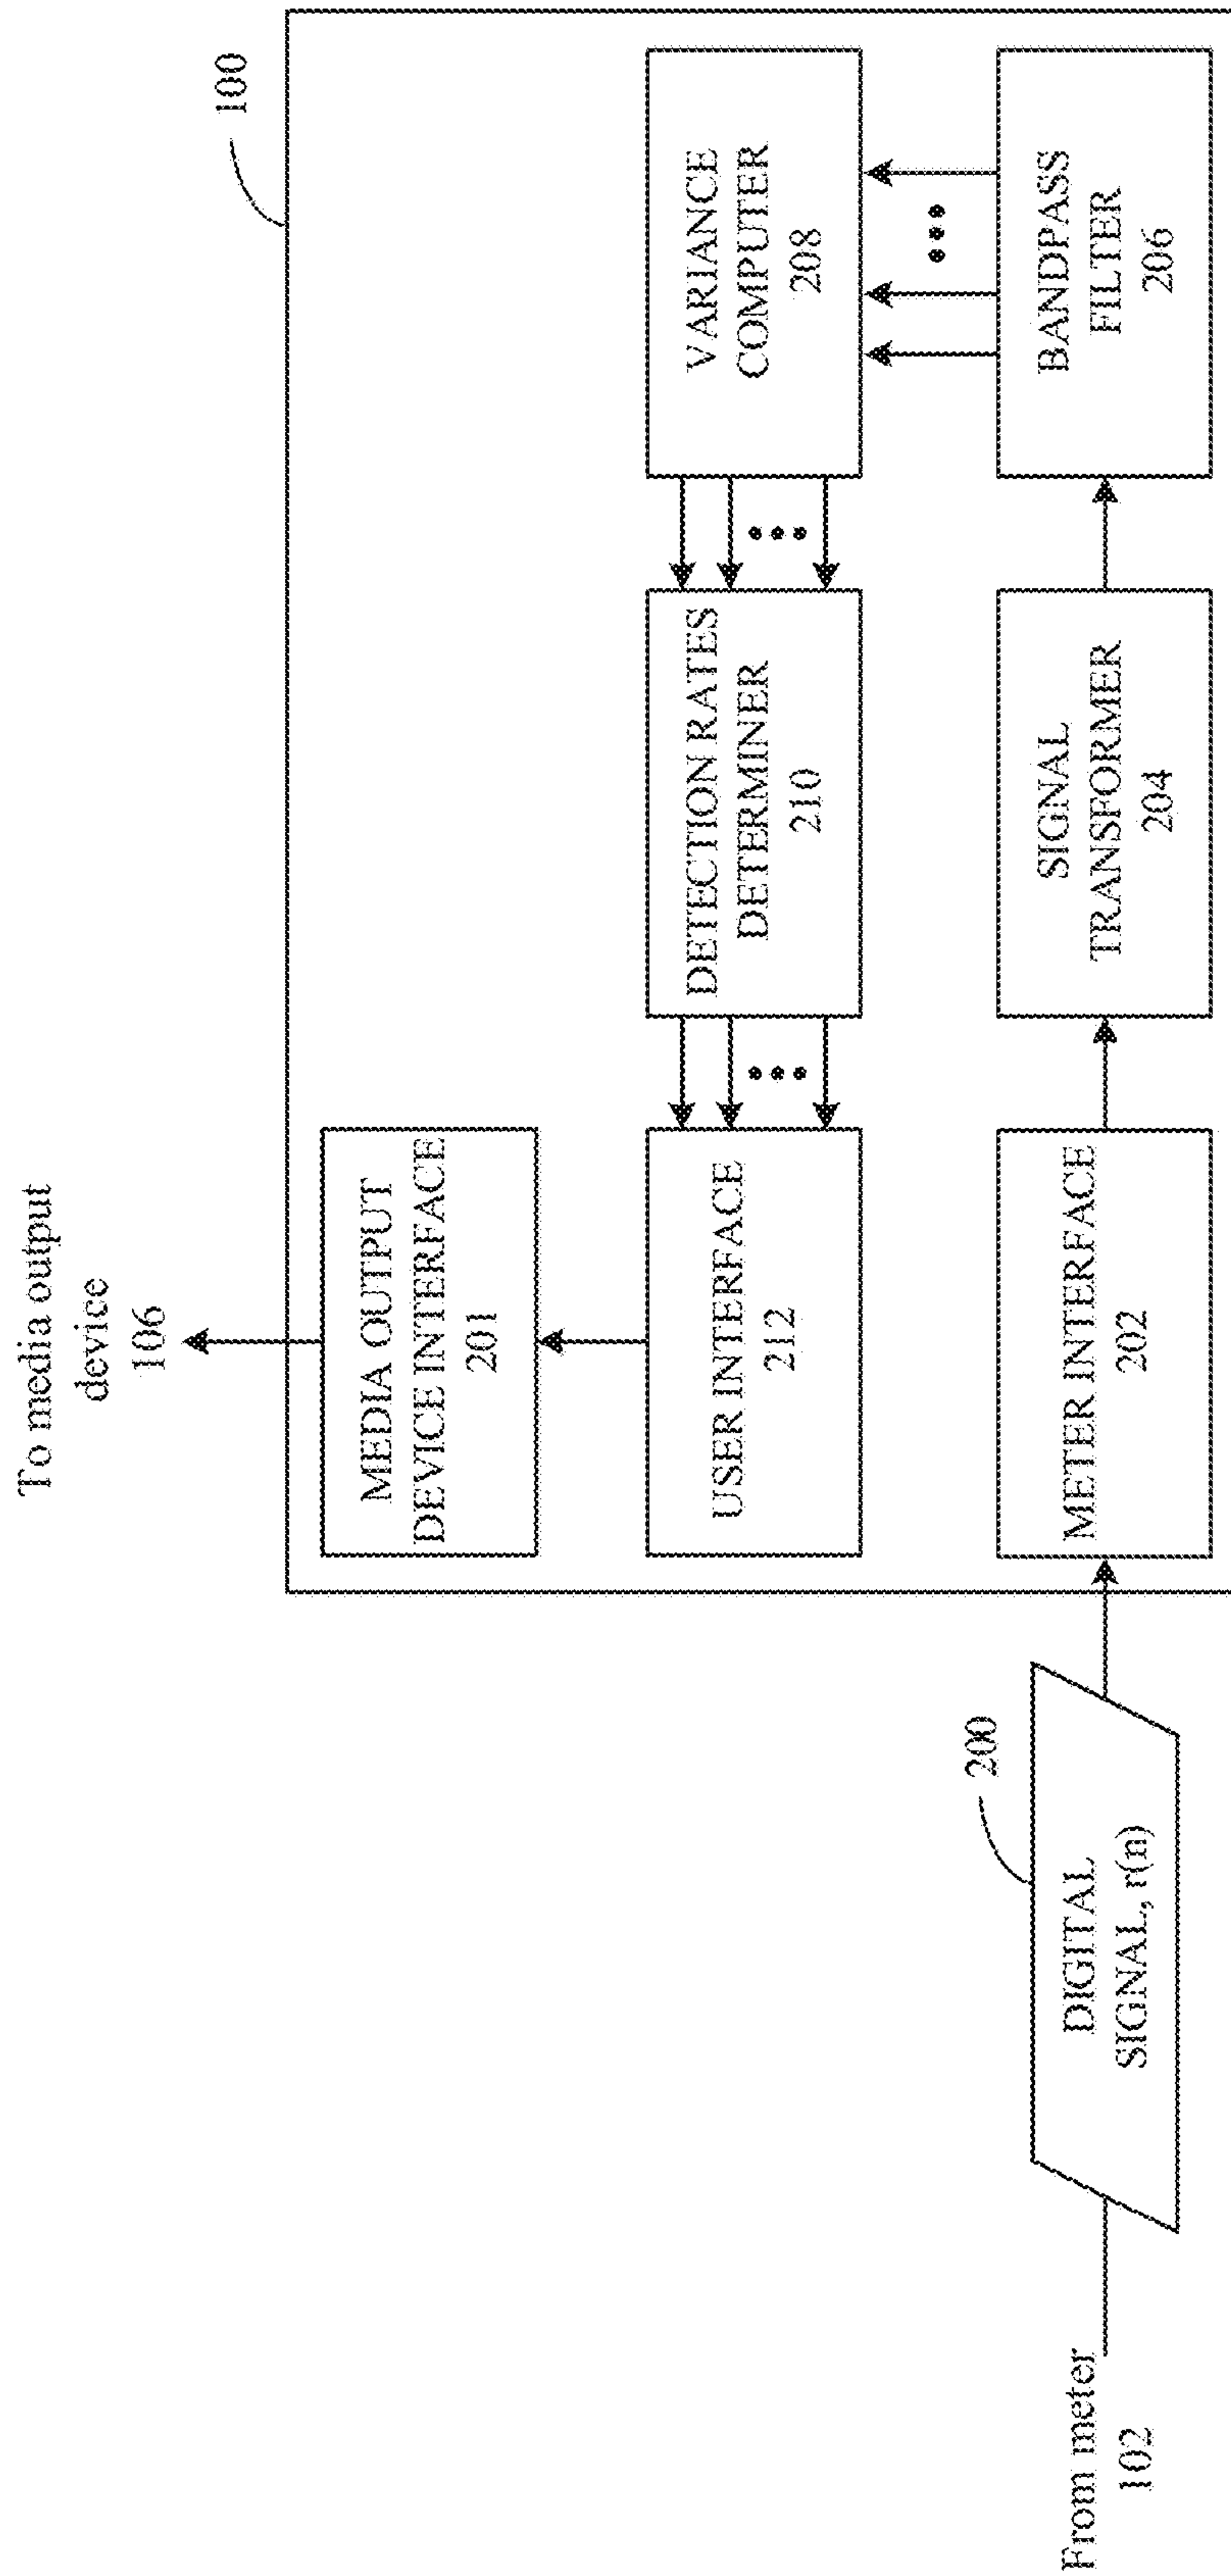 To media output
device
106
100
MEDIA OUTPUT
DEVICE INTERFACE
201
USER INTERFACE
212
DETECTION RATES
DETERMINER
210
VARIANCE
COMPUTER
208
From meter
102
200
DIGITAL
SIGNAL, r(n)
METER INTERFACE
202
SIGNAL
TRANSFORMER
204
BANDPASS
FILTER
206